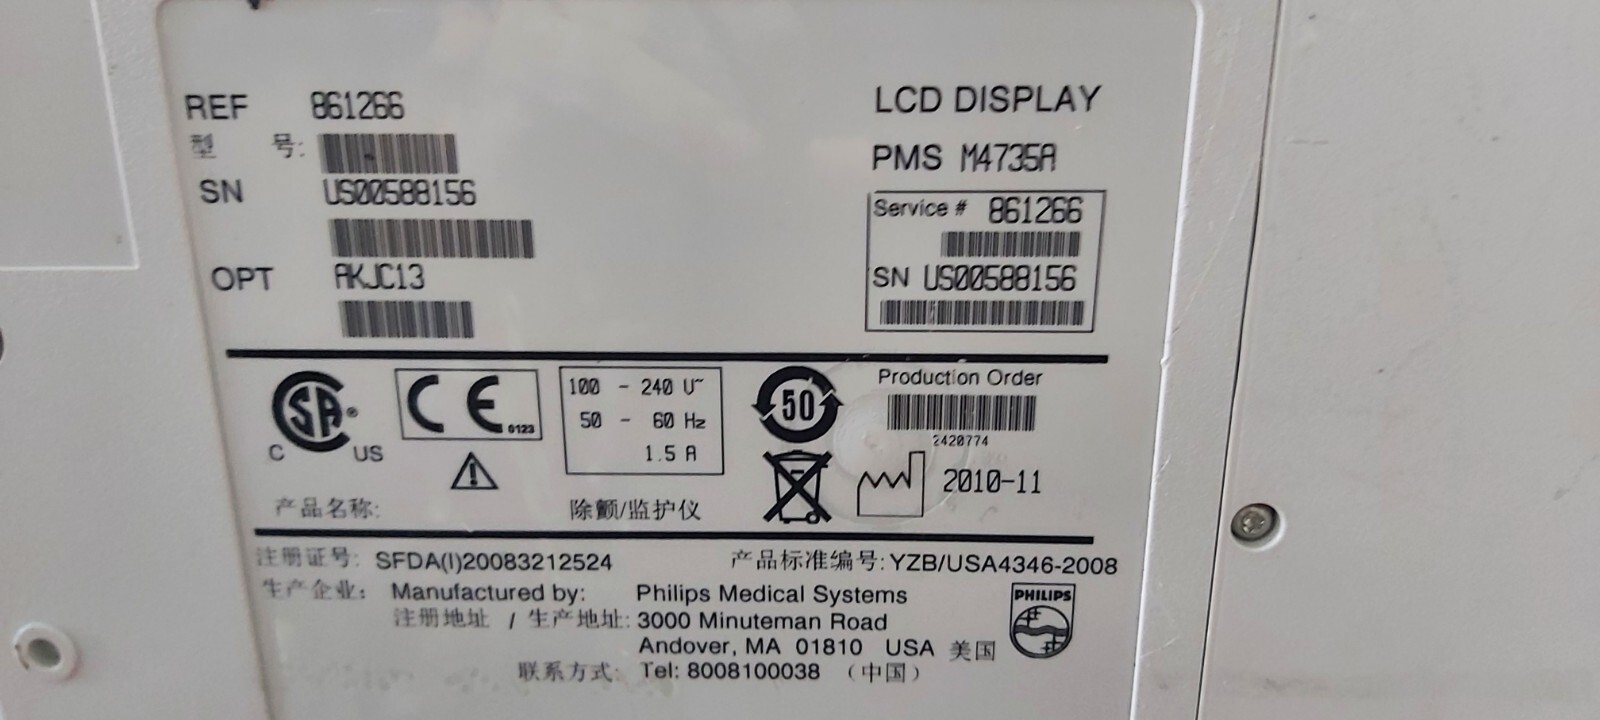 REF 861266
型 号:
SN US00588156
OPT AKJC13
LCD DISPLAY
PMS M4735A
Service # 861266
SN US00588156
CSA® C US
CE 0123
100 - 240 V~
50 - 60 Hz
1.5 A
50
Production Order
2420774
2010-11
产品名称: 除颤/监护仪
注册证号: SFDA(I)20083212524 产品标准编号: YZB/USA4346-2008
生产企业: Manufactured by: Philips Medical Systems
注册地址 / 生产地址: 3000 Minuteman Road
Andover, MA 01810 USA 美国
联系方式: Tel: 8008100038 (中国)
PHILIPS